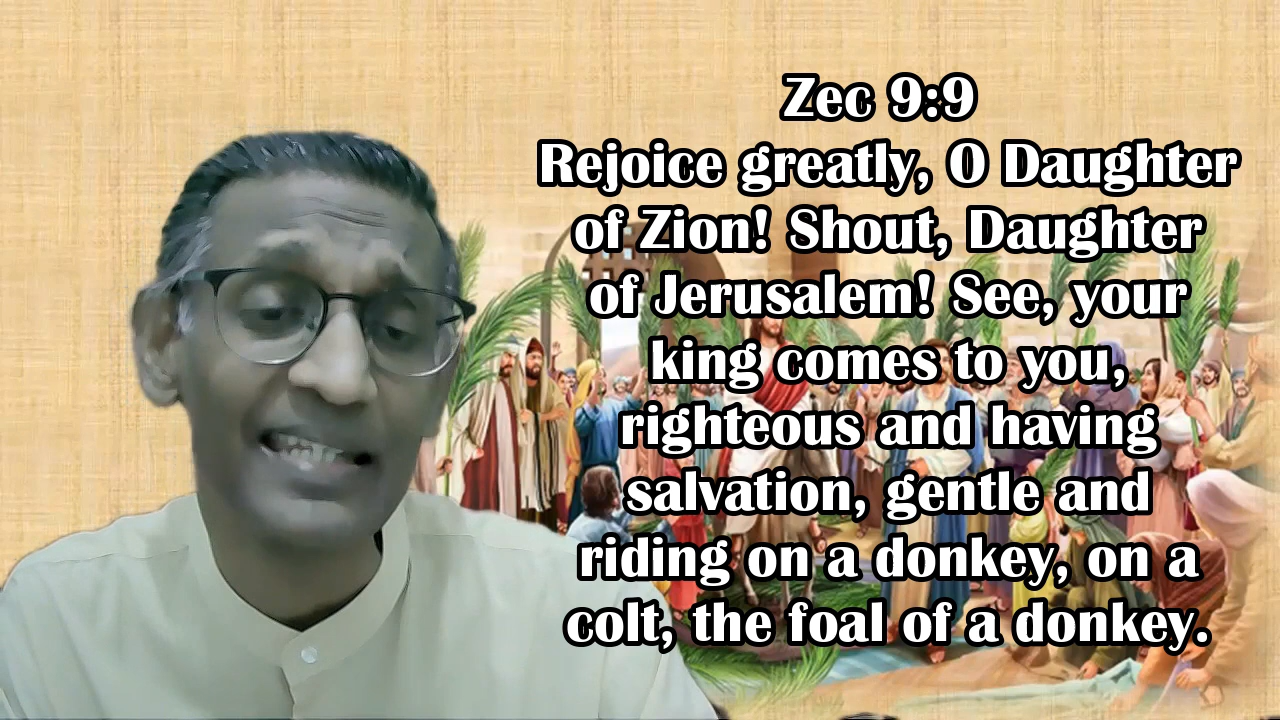 Zec 9:9
Rejoice greatly, O Daughter
of Zion! Shout, Daughter
of Jerusalem! See, your
king comes to you,
righteous and having
salvation, gentle and
riding on a donkey, on a
colt, the foal of a donkey.